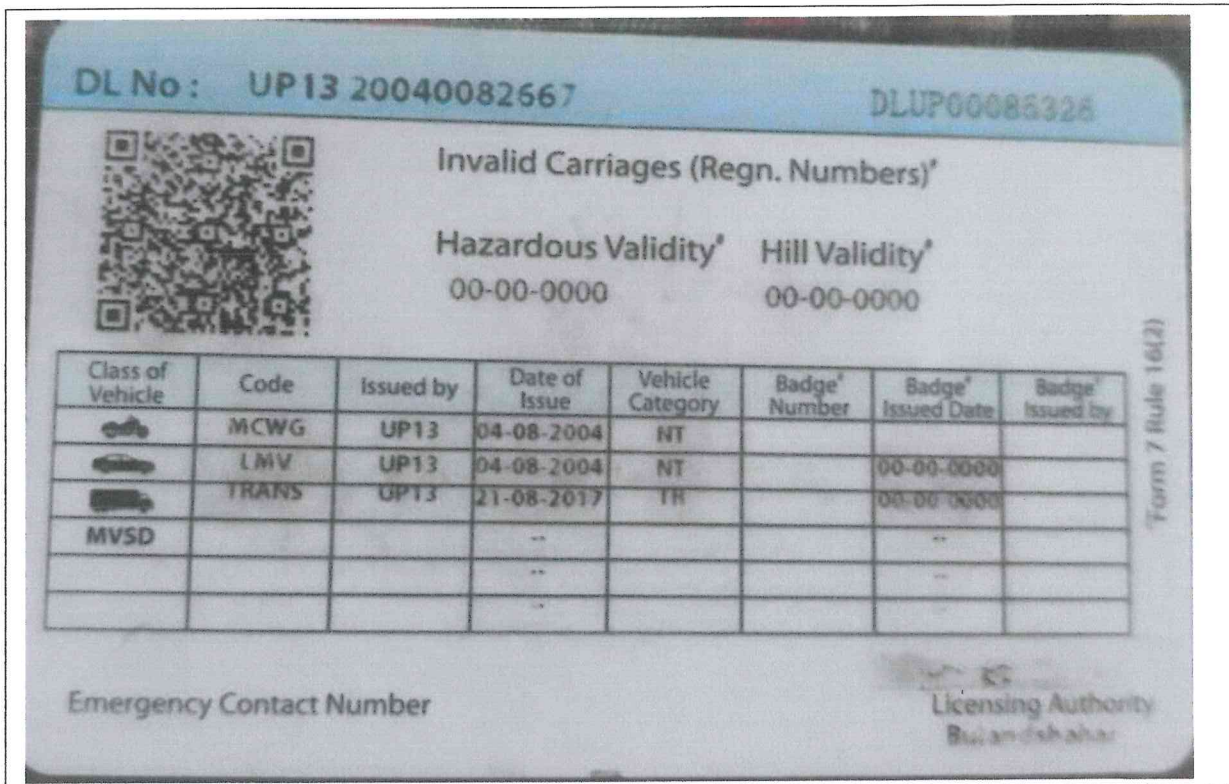 DL No : UP13 20040082667 DLUP00085326
Invalid Carriages (Regn. Numbers)#
Hazardous Validity# Hill Validity#
00-00-0000 00-00-0000
Class of Vehicle Code Issued by Date of Issue Vehicle Category Badge# Number Badge# Issued Date Badge# Issued by
MCWG UP13 04-08-2004 NT
LMV UP13 04-08-2004 NT 00-00-0000
TRANS UP13 21-08-2017 TR 00-00-0000
MVSD -- --
-- --
-- --
Form 7 Rule 16(2)
Emergency Contact Number
Licensing Authority
Bulandshahar